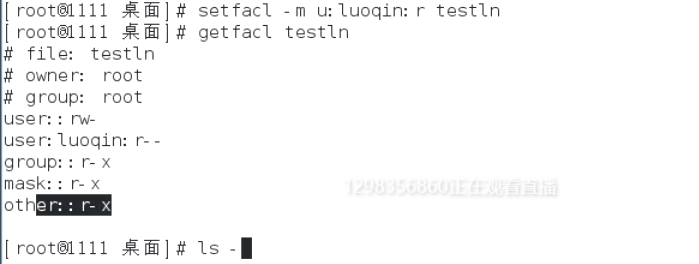 [root@1111 桌面]# setfacl -m u:luoqin:r testln
[root@1111 桌面]# getfacl testln
# file: testln
# owner: root
# group: root
user::rw-
user:luoqin:r--
group::r-x
mask::r-x
other::r-x
1298356860正在观看直播
[root@1111 桌面]# ls -